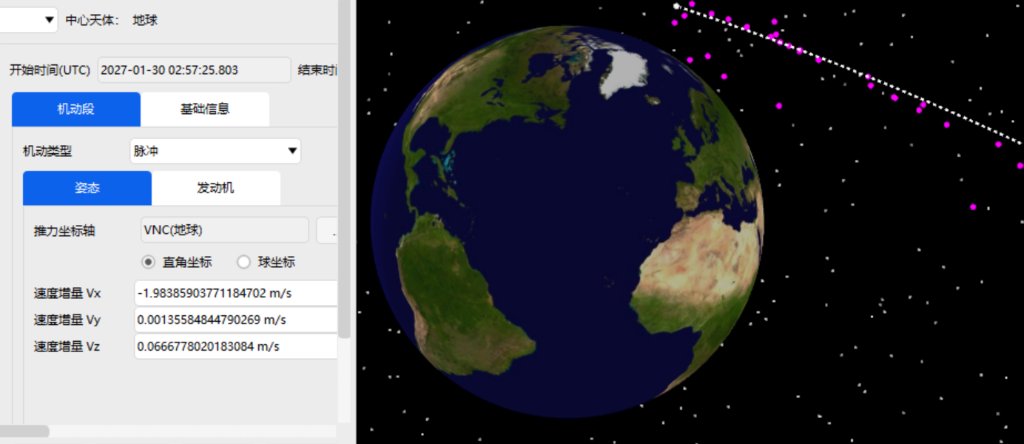 中心天体: 地球
开始时间(UTC) 2027-01-30 02:57:25.803 结束时
机动段 基础信息
机动类型 脉冲
姿态 发动机
推力坐标轴 VNC(地球) ..
直角坐标 球坐标
速度增量 Vx -1.98385903771184702 m/s
速度增量 Vy 0.00135584844790269 m/s
速度增量 Vz 0.0666778020183084 m/s